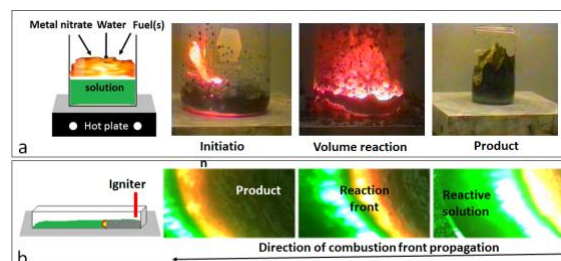 Metal nitrate Water Fuel(s)
solution
Hot plate
a
Initiatio
n
Volume reaction
Product
Igniter
Product
Reaction
front
Reactive
solution
b
Direction of combustion front propagation